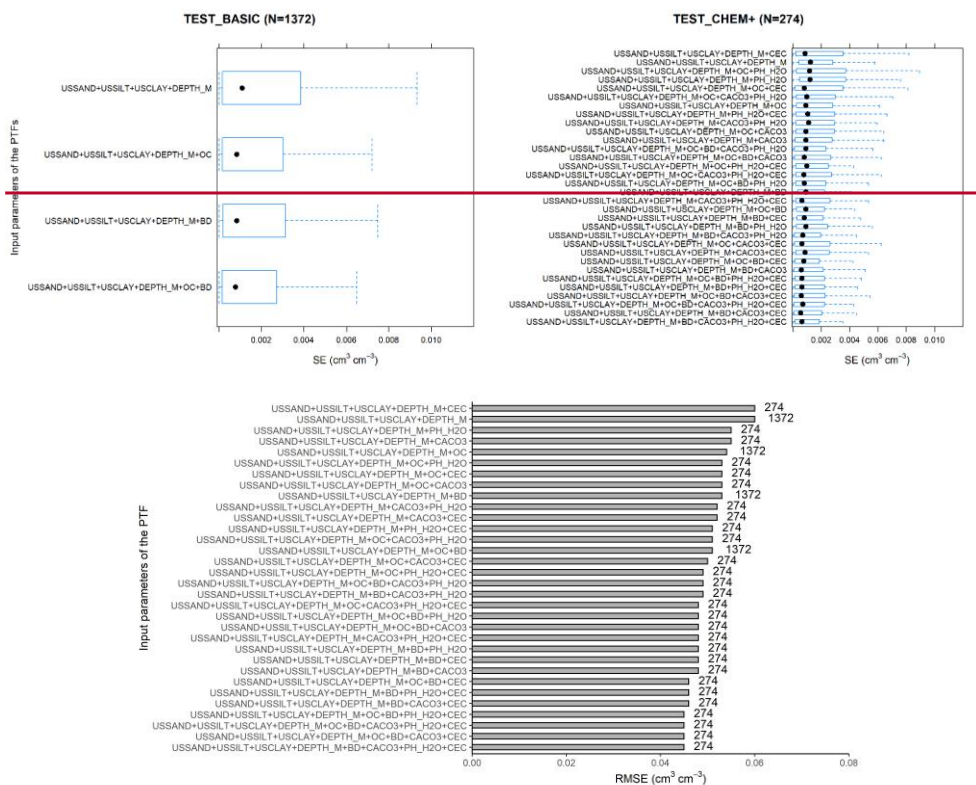 TEST_BASIC (N=1372)
Input parameters of the PTFs
USSAND+USSILT+USCLAY+DEPTH_M
USSAND+USSILT+USCLAY+DEPTH_M+OC
USSAND+USSILT+USCLAY+DEPTH_M+BD
USSAND+USSILT+USCLAY+DEPTH_M+OC+BD
0.002 0.004 0.006 0.008 0.010
SE (cm³ cm⁻³)
TEST_CHEM+ (N=274)
USSAND+USSILT+USCLAY+DEPTH_M+CEC
USSAND+USSILT+USCLAY+DEPTH_M
USSAND+USSILT+USCLAY+DEPTH_M+OC+PH_H2O
USSAND+USSILT+USCLAY+DEPTH_M+PH_H2O
USSAND+USSILT+USCLAY+DEPTH_M+OC+CEC
USSAND+USSILT+USCLAY+DEPTH_M+OC+CACO3+PH_H2O
USSAND+USSILT+USCLAY+DEPTH_M+OC
USSAND+USSILT+USCLAY+DEPTH_M+PH_H2O+CEC
USSAND+USSILT+USCLAY+DEPTH_M+CACO3+PH_H2O
USSAND+USSILT+USCLAY+DEPTH_M+OC+CACO3
USSAND+USSILT+USCLAY+DEPTH_M+CACO3
USSAND+USSILT+USCLAY+DEPTH_M+OC+BD+CACO3+PH_H2O
USSAND+USSILT+USCLAY+DEPTH_M+OC+BD+CACO3
USSAND+USSILT+USCLAY+DEPTH_M+OC+PH_H2O+CEC
USSAND+USSILT+USCLAY+DEPTH_M+OC+CACO3+PH_H2O+CEC
USSAND+USSILT+USCLAY+DEPTH_M+OC+BD+PH_H2O
USSAND+USSILT+USCLAY+DEPTH_M+BD
USSAND+USSILT+USCLAY+DEPTH_M+CACO3+PH_H2O+CEC
USSAND+USSILT+USCLAY+DEPTH_M+OC+BD
USSAND+USSILT+USCLAY+DEPTH_M+BD+CEC
USSAND+USSILT+USCLAY+DEPTH_M+BD+PH_H2O
USSAND+USSILT+USCLAY+DEPTH_M+BD+CACO3+PH_H2O
USSAND+USSILT+USCLAY+DEPTH_M+OC+CACO3+CEC
USSAND+USSILT+USCLAY+DEPTH_M+CACO3+CEC
USSAND+USSILT+USCLAY+DEPTH_M+OC+BD+CEC
USSAND+USSILT+USCLAY+DEPTH_M+BD+CACO3
USSAND+USSILT+USCLAY+DEPTH_M+OC+BD+PH_H2O+CEC
USSAND+USSILT+USCLAY+DEPTH_M+BD+PH_H2O+CEC
USSAND+USSILT+USCLAY+DEPTH_M+OC+BD+CACO3+CEC
USSAND+USSILT+USCLAY+DEPTH_M+OC+BD+CACO3+PH_H2O+CEC
USSAND+USSILT+USCLAY+DEPTH_M+BD+CACO3+CEC
USSAND+USSILT+USCLAY+DEPTH_M+BD+CACO3+PH_H2O+CEC
0.002 0.004 0.006 0.008 0.010
SE (cm³ cm⁻³)
Input parameters of the PTF
USSAND+USSILT+USCLAY+DEPTH_M+CEC 274
USSAND+USSILT+USCLAY+DEPTH_M 1372
USSAND+USSILT+USCLAY+DEPTH_M+PH_H2O 274
USSAND+USSILT+USCLAY+DEPTH_M+CACO3 274
USSAND+USSILT+USCLAY+DEPTH_M+OC 1372
USSAND+USSILT+USCLAY+DEPTH_M+OC+PH_H2O 274
USSAND+USSILT+USCLAY+DEPTH_M+OC+CEC 274
USSAND+USSILT+USCLAY+DEPTH_M+OC+CACO3 274
USSAND+USSILT+USCLAY+DEPTH_M+BD 1372
USSAND+USSILT+USCLAY+DEPTH_M+CACO3+PH_H2O 274
USSAND+USSILT+USCLAY+DEPTH_M+CACO3+CEC 274
USSAND+USSILT+USCLAY+DEPTH_M+PH_H2O+CEC 274
USSAND+USSILT+USCLAY+DEPTH_M+OC+CACO3+PH_H2O 274
USSAND+USSILT+USCLAY+DEPTH_M+OC+BD 1372
USSAND+USSILT+USCLAY+DEPTH_M+OC+CACO3+CEC 274
USSAND+USSILT+USCLAY+DEPTH_M+OC+PH_H2O+CEC 274
USSAND+USSILT+USCLAY+DEPTH_M+OC+BD+CACO3+PH_H2O 274
USSAND+USSILT+USCLAY+DEPTH_M+BD+CACO3+PH_H2O 274
USSAND+USSILT+USCLAY+DEPTH_M+OC+CACO3+PH_H2O+CEC 274
USSAND+USSILT+USCLAY+DEPTH_M+OC+BD+PH_H2O 274
USSAND+USSILT+USCLAY+DEPTH_M+OC+BD+CACO3 274
USSAND+USSILT+USCLAY+DEPTH_M+CACO3+PH_H2O+CEC 274
USSAND+USSILT+USCLAY+DEPTH_M+BD+PH_H2O 274
USSAND+USSILT+USCLAY+DEPTH_M+BD+CEC 274
USSAND+USSILT+USCLAY+DEPTH_M+BD+CACO3 274
USSAND+USSILT+USCLAY+DEPTH_M+OC+BD+CEC 274
USSAND+USSILT+USCLAY+DEPTH_M+BD+PH_H2O+CEC 274
USSAND+USSILT+USCLAY+DEPTH_M+BD+CACO3+CEC 274
USSAND+USSILT+USCLAY+DEPTH_M+OC+BD+PH_H2O+CEC 274
USSAND+USSILT+USCLAY+DEPTH_M+OC+BD+CACO3+PH_H2O+CEC 274
USSAND+USSILT+USCLAY+DEPTH_M+OC+BD+CACO3+CEC 274
USSAND+USSILT+USCLAY+DEPTH_M+BD+CACO3+PH_H2O+CEC 274
0.00 0.02 0.04 0.06 0.08
RMSE (cm³ cm⁻³)